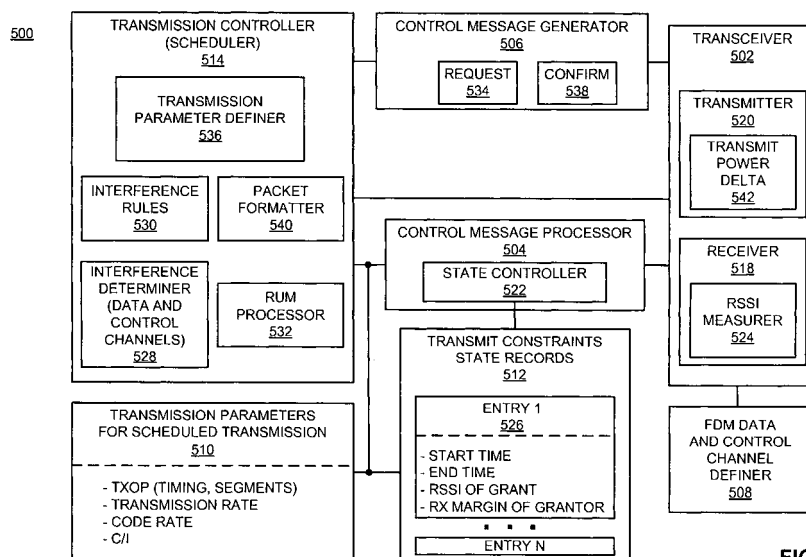 500
TRANSMISSION CONTROLLER
(SCHEDULER)
514
TRANSMISSION
PARAMETER DEFINER
536
INTERFERENCE
RULES
530
PACKET
FORMATTER
540
INTERFERENCE
DETERMINER
(DATA AND
CONTROL
CHANNELS)
528
RUM
PROCESSOR
532
CONTROL MESSAGE GENERATOR
506
REQUEST
534
CONFIRM
538
TRANSCEIVER
502
TRANSMITTER
520
TRANSMIT
POWER
DELTA
542
RECEIVER
518
RSSI
MEASURER
524
CONTROL MESSAGE PROCESSOR
504
STATE CONTROLLER
522
TRANSMIT CONSTRAINTS
STATE RECORDS
512
ENTRY 1
526
- START TIME
- END TIME
- RSSI OF GRANT
- RX MARGIN OF GRANTOR
ENTRY N
TRANSMISSION PARAMETERS
FOR SCHEDULED TRANSMISSION
510
- TXOP (TIMING, SEGMENTS)
- TRANSMISSION RATE
- CODE RATE
- C/I
FDM DATA
AND CONTROL
CHANNEL
DEFINER
508